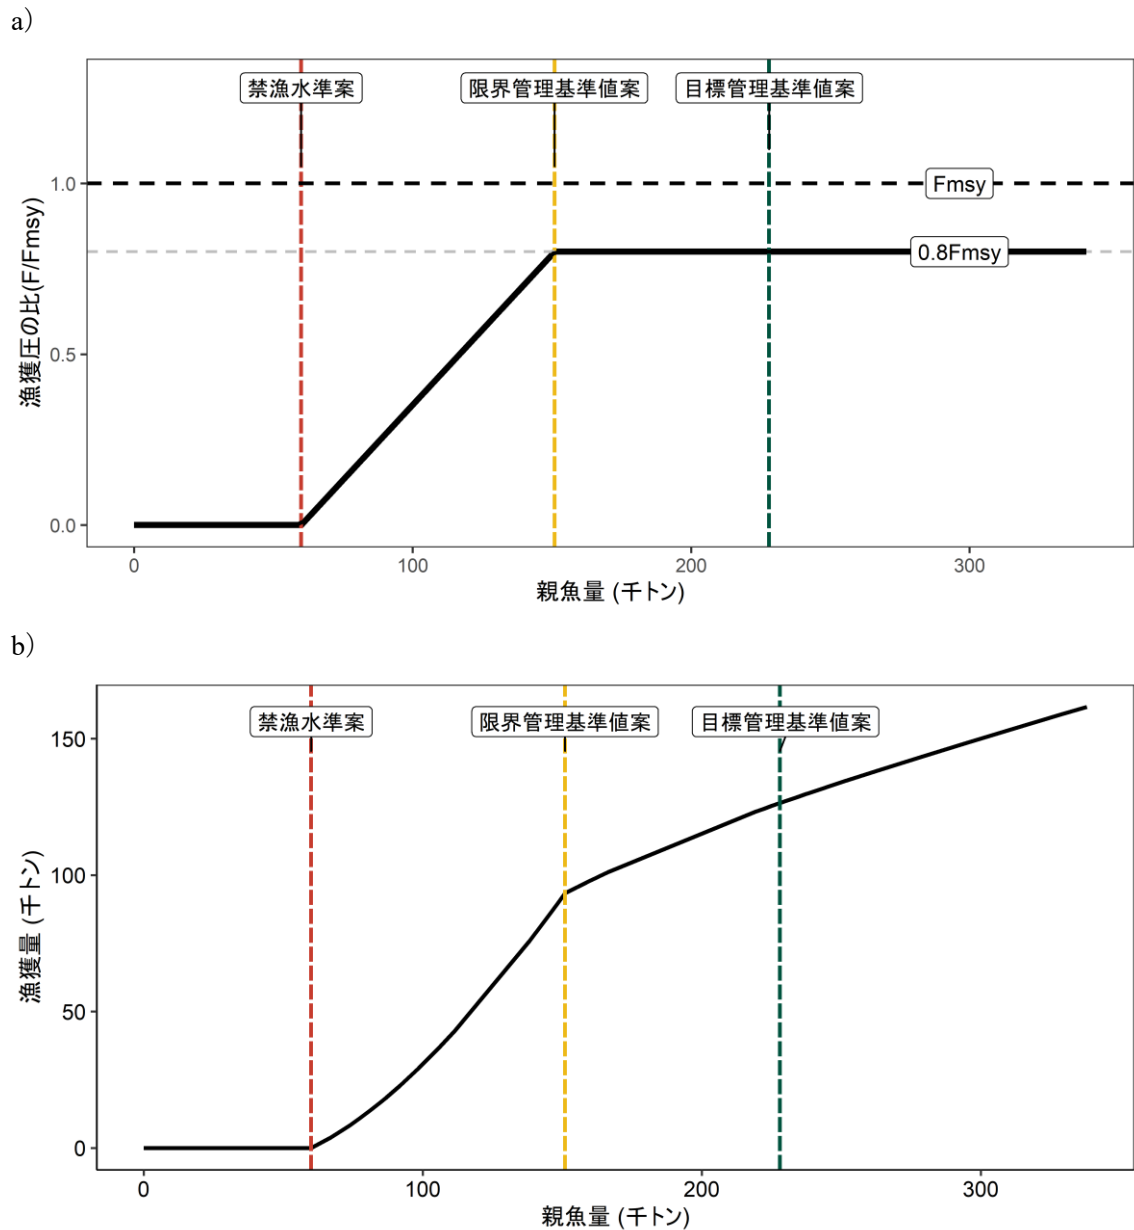 a）
禁漁水準案
限界管理基準値案
目標管理基準値案
漁獲圧の比(F/Fmsy)
1.0
Fmsy
0.8Fmsy
0.5
0.0
0
100
200
300
親魚量 (千トン)
b）
禁漁水準案
限界管理基準値案
目標管理基準値案
漁獲量 (千トン)
150
100
50
0
0
100
200
300
親魚量 (千トン)